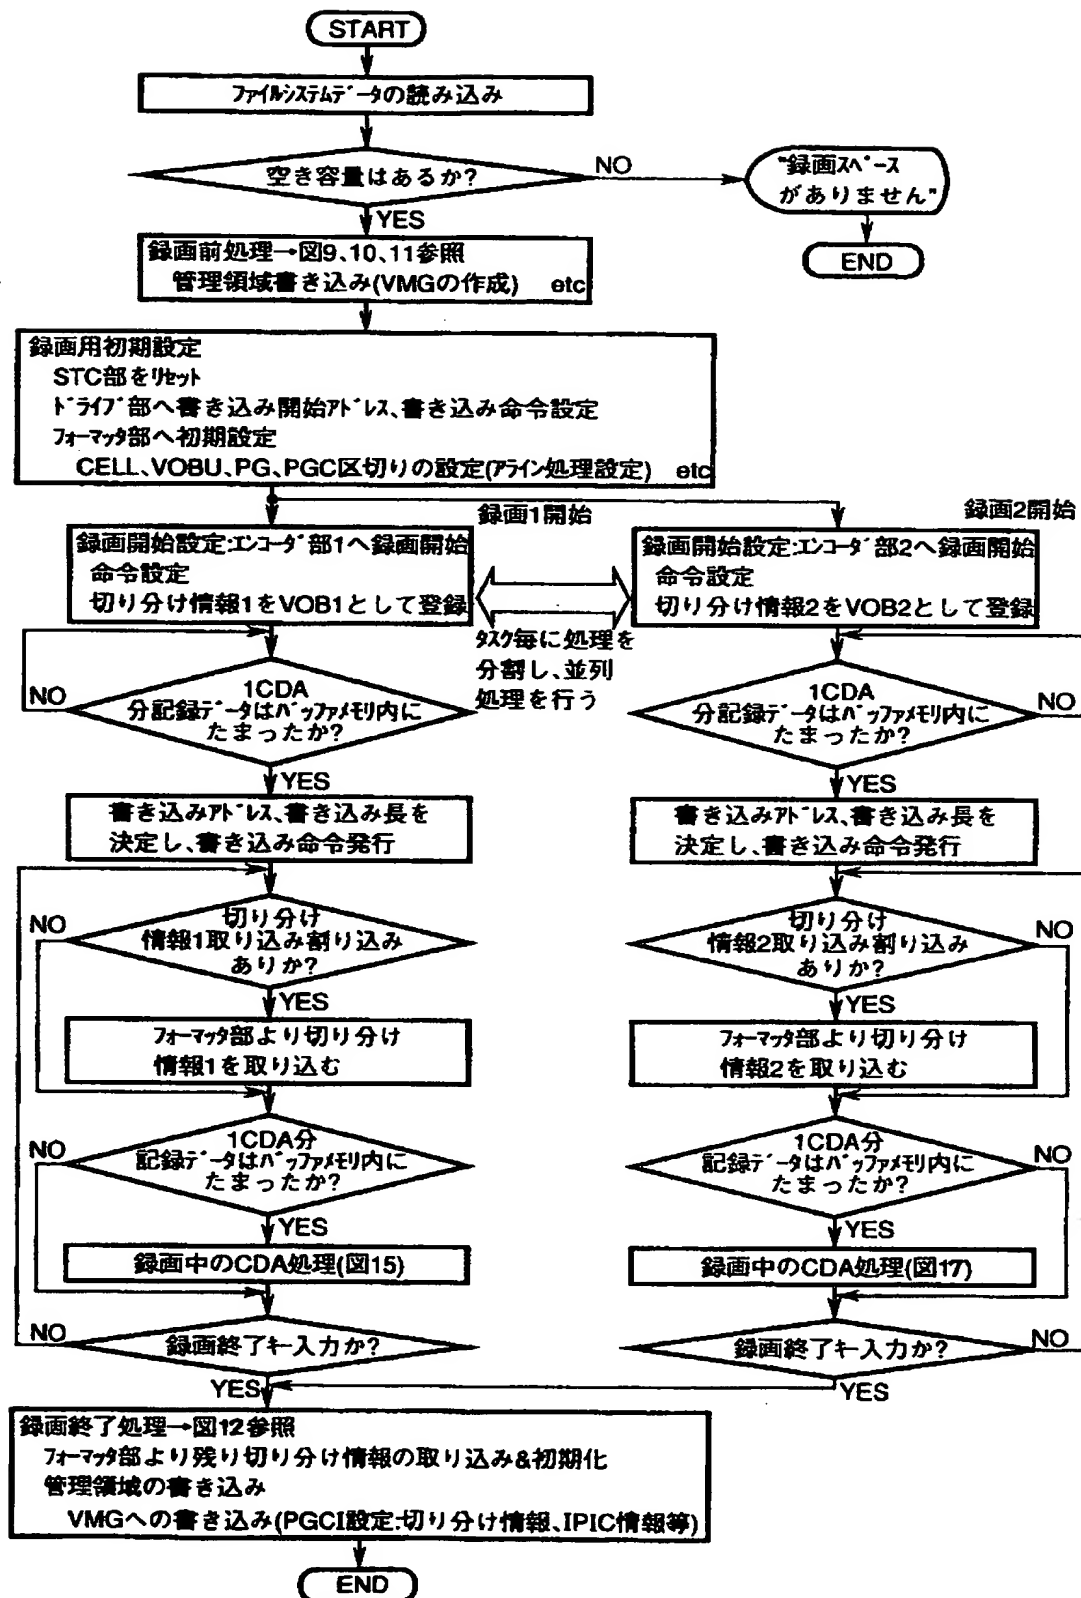 START
ファイルシステムデータの読み込み
空き容量はあるか?
NO
"録画スペース
がありません"
END
YES
録画前処理→図9、10、11参照
管理領域書き込み(VMGの作成) etc
録画用初期設定
STC部をリセット
ドライブ部へ書き込み開始アドレス、書き込み命令設定
フォーマッタ部へ初期設定
CELL、VOBU、PG、PGC区切りの設定(アライン処理設定) etc
録画1開始
録画2開始
録画開始設定:エンコーダ部1へ録画開始
命令設定
切り分け情報1をVOB1として登録
タスク毎に処理を
分割し、並列
処理を行う
録画開始設定:エンコーダ部2へ録画開始
命令設定
切り分け情報2をVOB2として登録
NO
1CDA
分記録データはバッファメモリ内に
たまったか?
YES
1CDA
分記録データはバッファメモリ内に
たまったか?
NO
YES
書き込みアドレス、書き込み長を
決定し、書き込み命令発行
書き込みアドレス、書き込み長を
決定し、書き込み命令発行
NO
切り分け
情報1取り込み割り込み
ありか?
YES
切り分け
情報2取り込み割り込み
ありか?
NO
YES
フォーマッタ部より切り分け
情報1を取り込む
フォーマッタ部より切り分け
情報2を取り込む
NO
1CDA分
記録データはバッファメモリ内に
たまったか?
YES
1CDA分
記録データはバッファメモリ内に
たまったか?
NO
YES
録画中のCDA処理(図15)
録画中のCDA処理(図17)
NO
録画終了キー入力か?
YES
録画終了キー入力か?
NO
YES
録画終了処理→図12参照
フォーマッタ部より残り切り分け情報の取り込み&初期化
管理領域の書き込み
VMGへの書き込み(PGCI設定:切り分け情報、IPIC情報等)
END